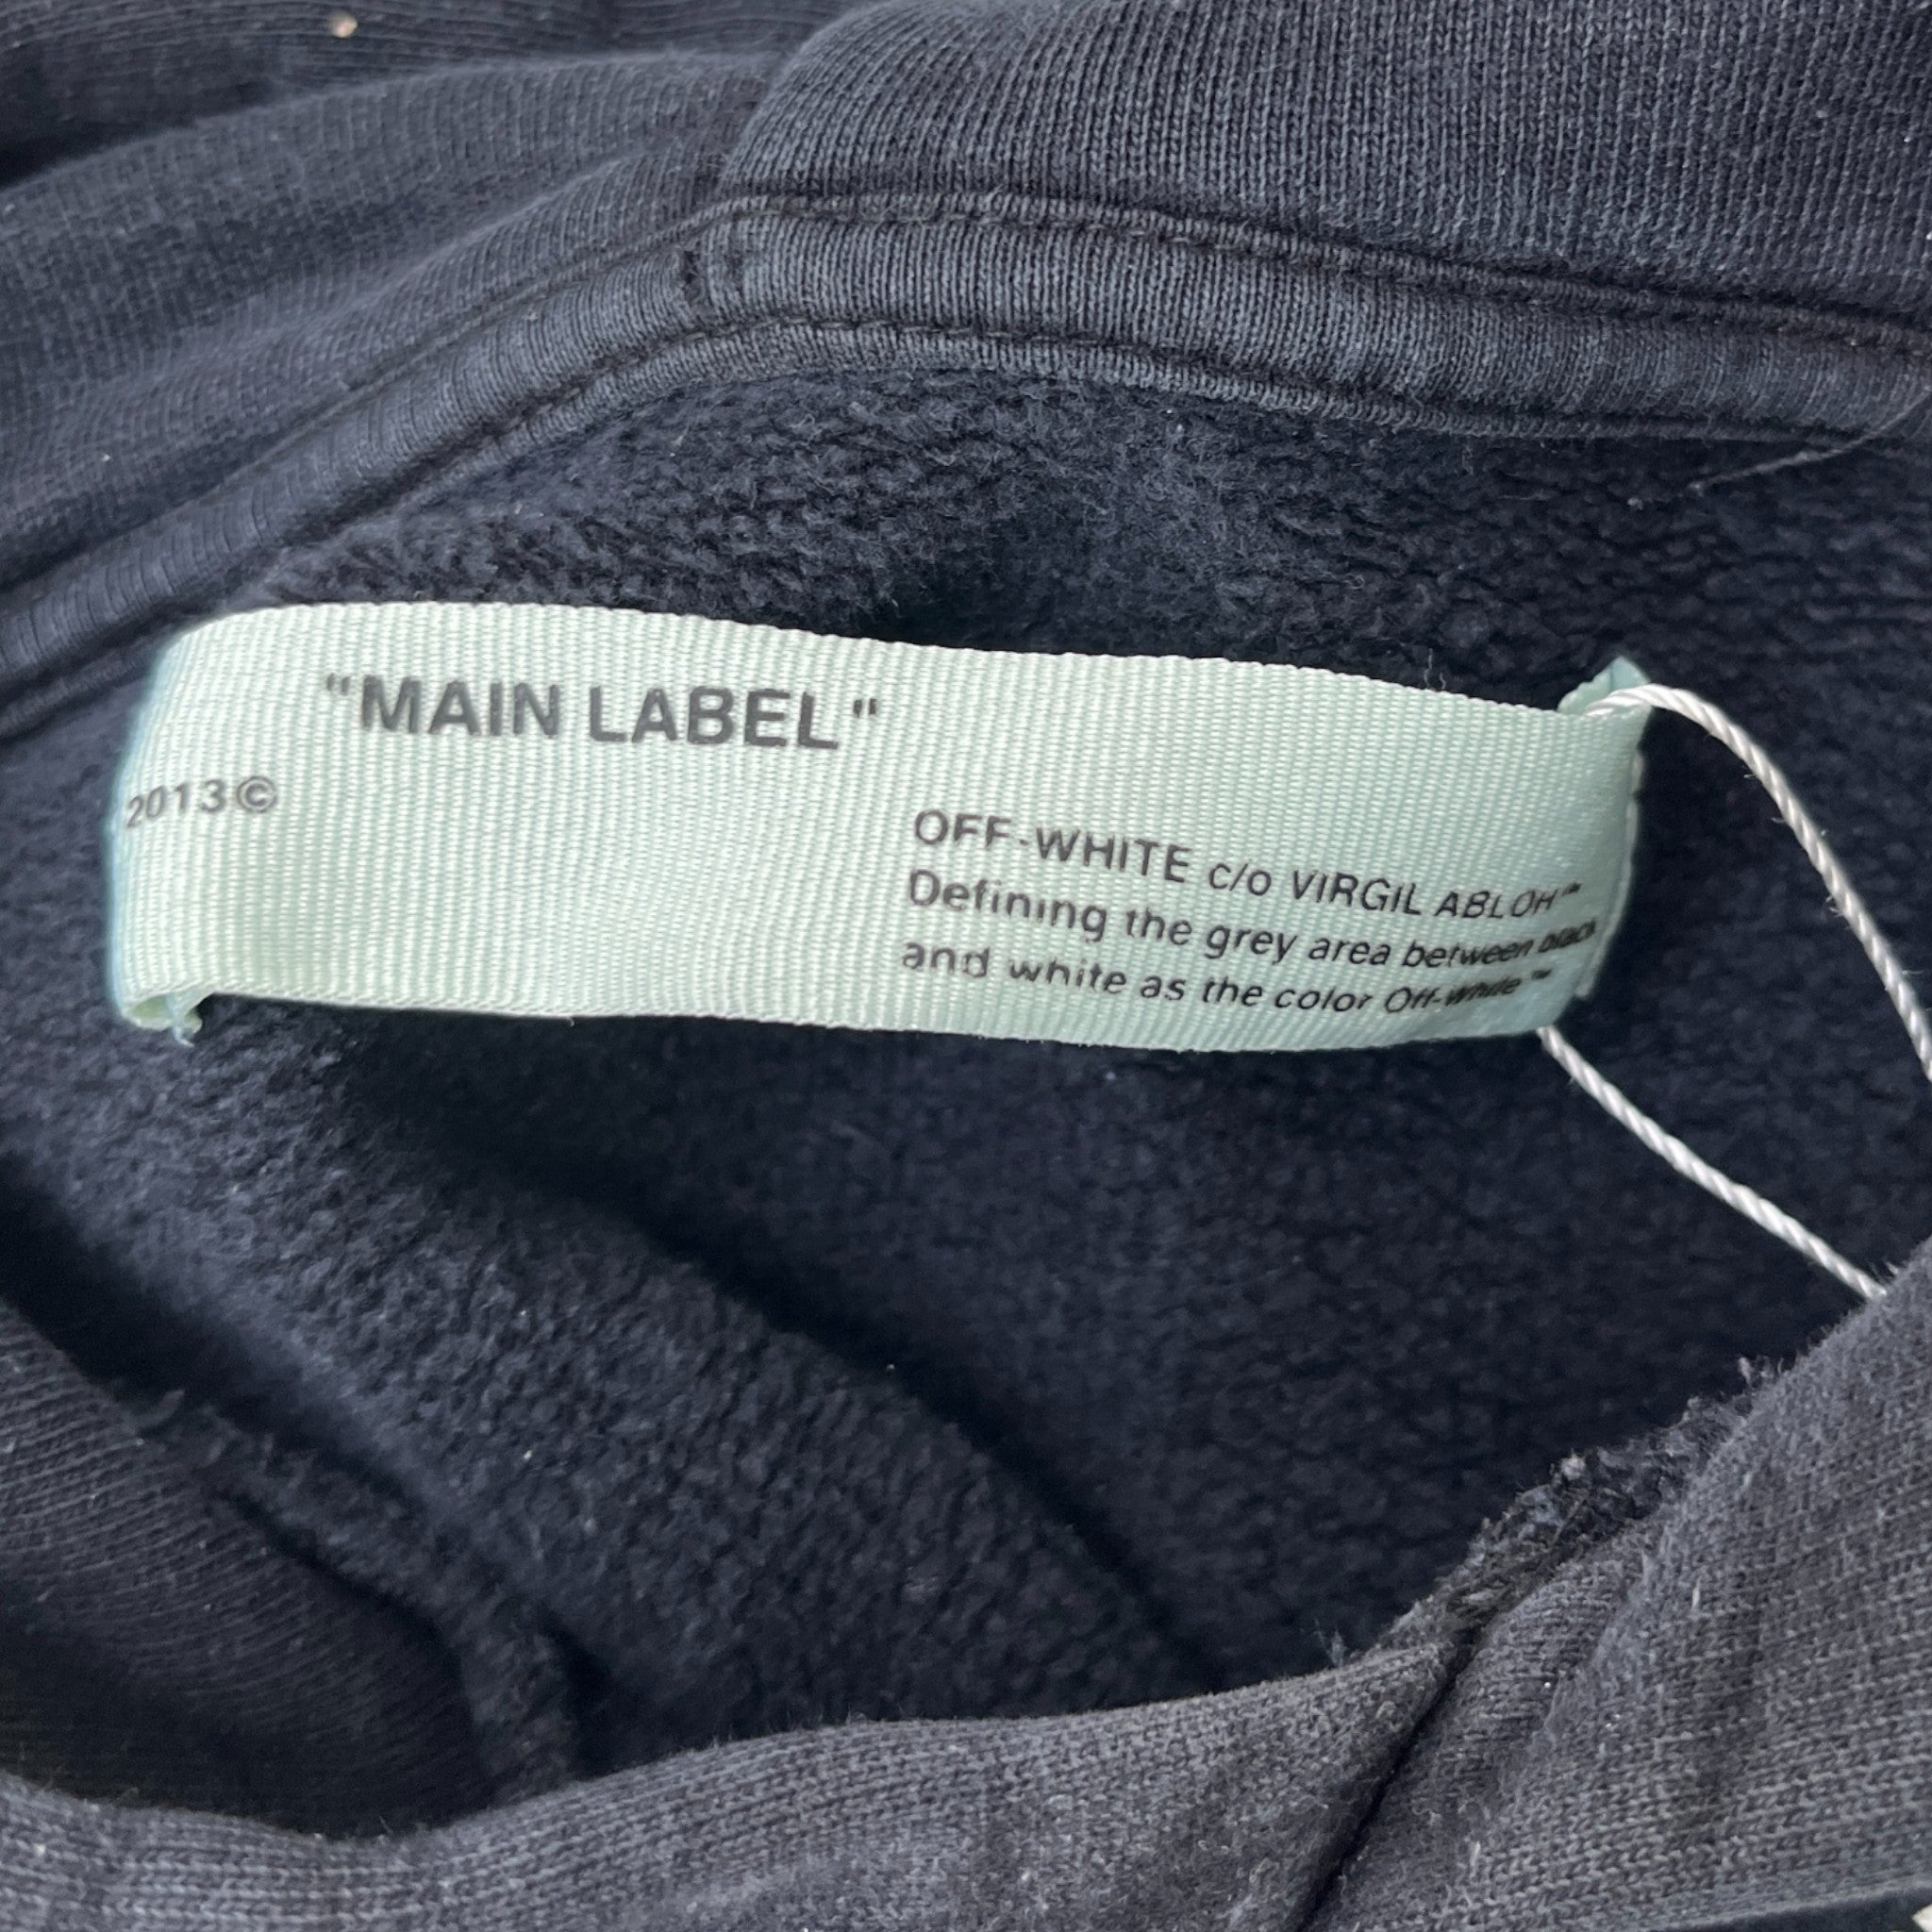 "MAIN LABEL"
2013©
OFF-WHITE c/o VIRGIL ABLOH™
Defining the grey area between black
and white as the color Off-White™